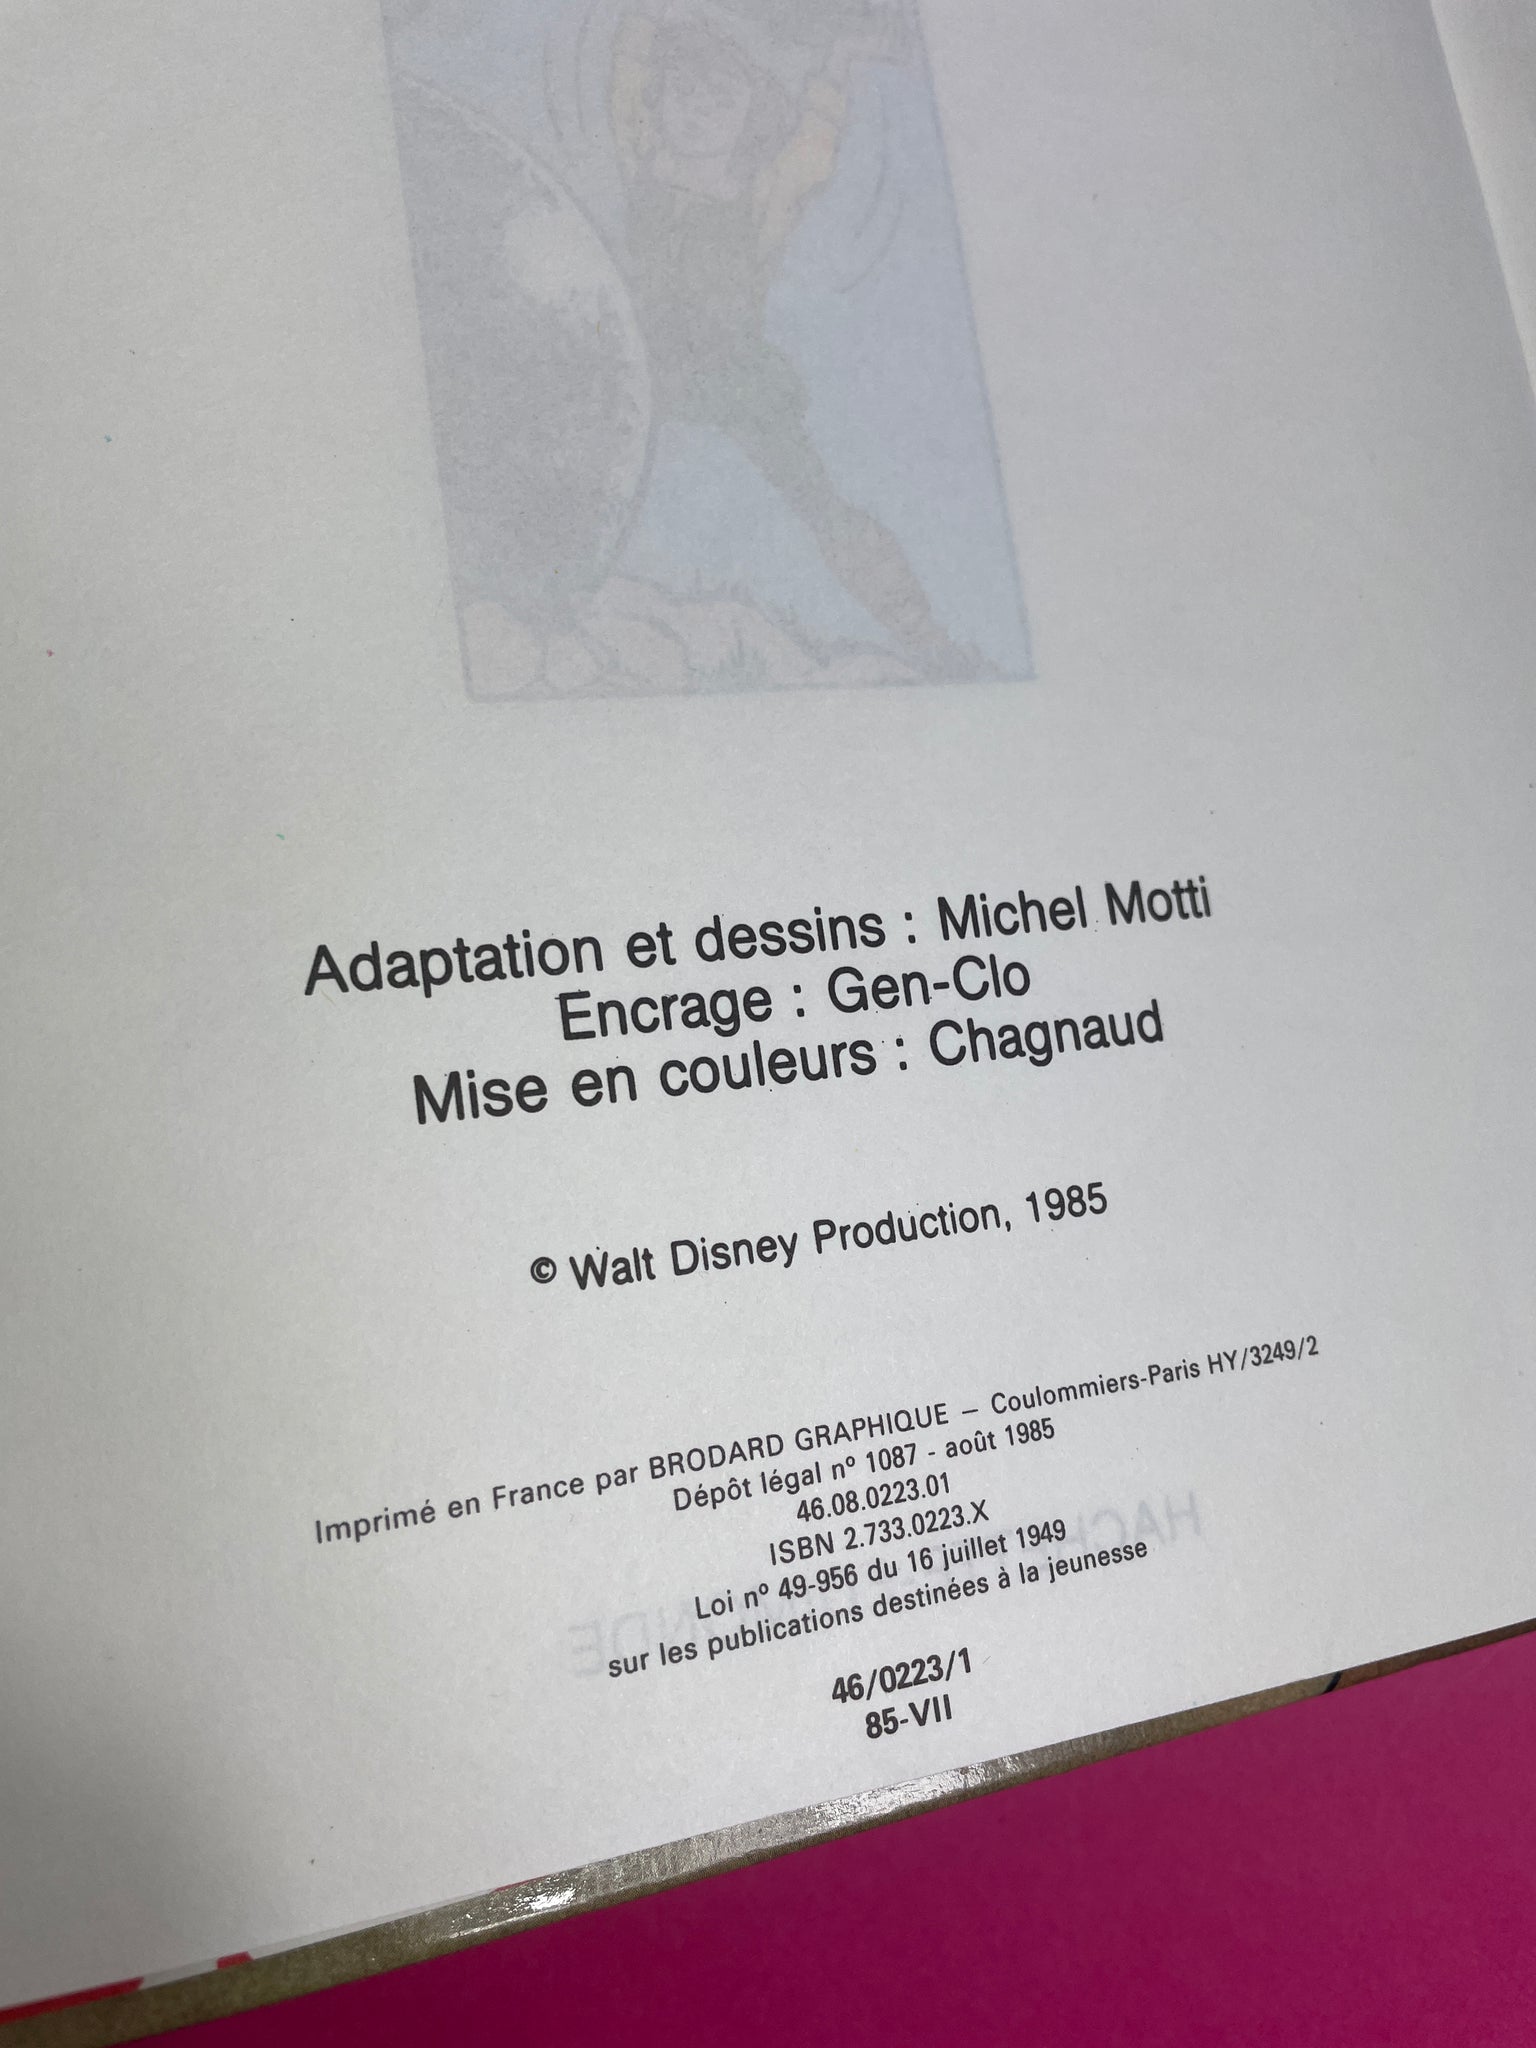 Adaptation et dessins : Michel Motti
Encrage : Gen-Clo
Mise en couleurs : Chagnaud
© Walt Disney Production, 1985
Imprimé en France par BRODARD GRAPHIQUE – Coulommiers-Paris HY/3249/2
Dépôt légal nº 1087 - août 1985
46.08.0223.01
ISBN 2.733.0223.X
Loi nº 49-956 du 16 juillet 1949
sur les publications destinées à la jeunesse
46/0223/1
85-VII